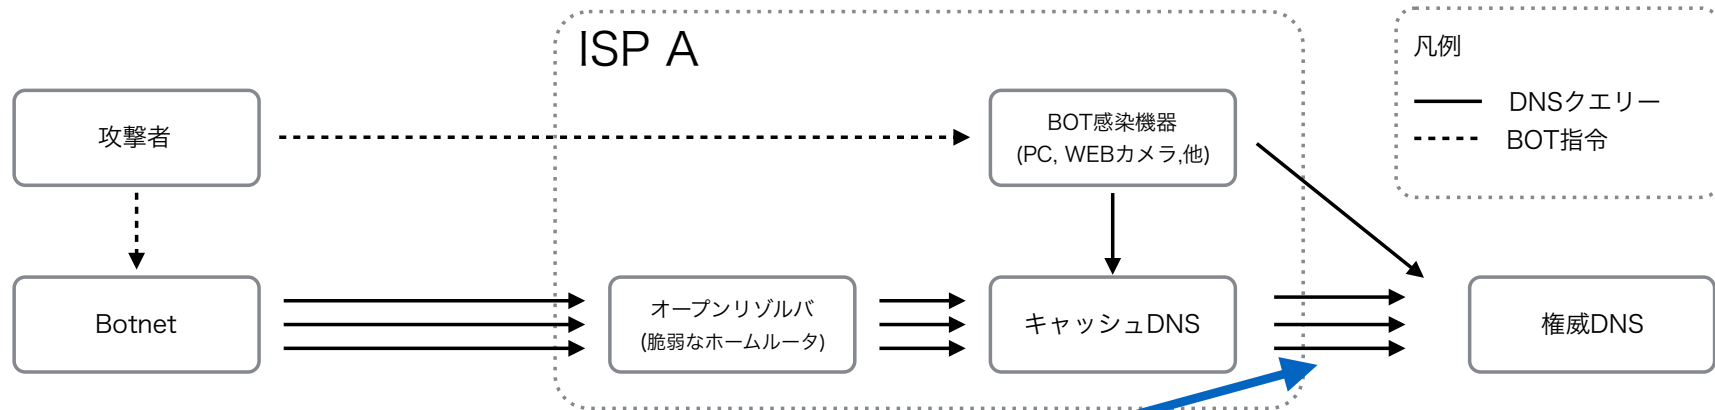 ISP A
凡例
DNSクエリー
BOT指令
攻撃者
BOT感染機器
(PC, WEBカメラ,他)
Botnet
オープンリゾルバ
(脆弱なホームルータ)
キャッシュDNS
権威DNS